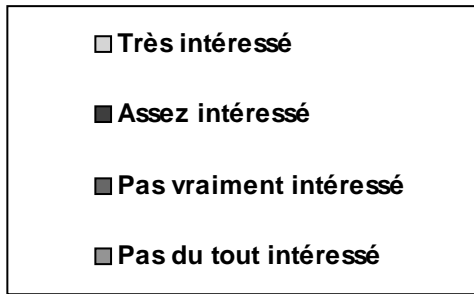 Très intéressé
Assez intéressé
Pas vraiment intéressé
Pas du tout intéressé